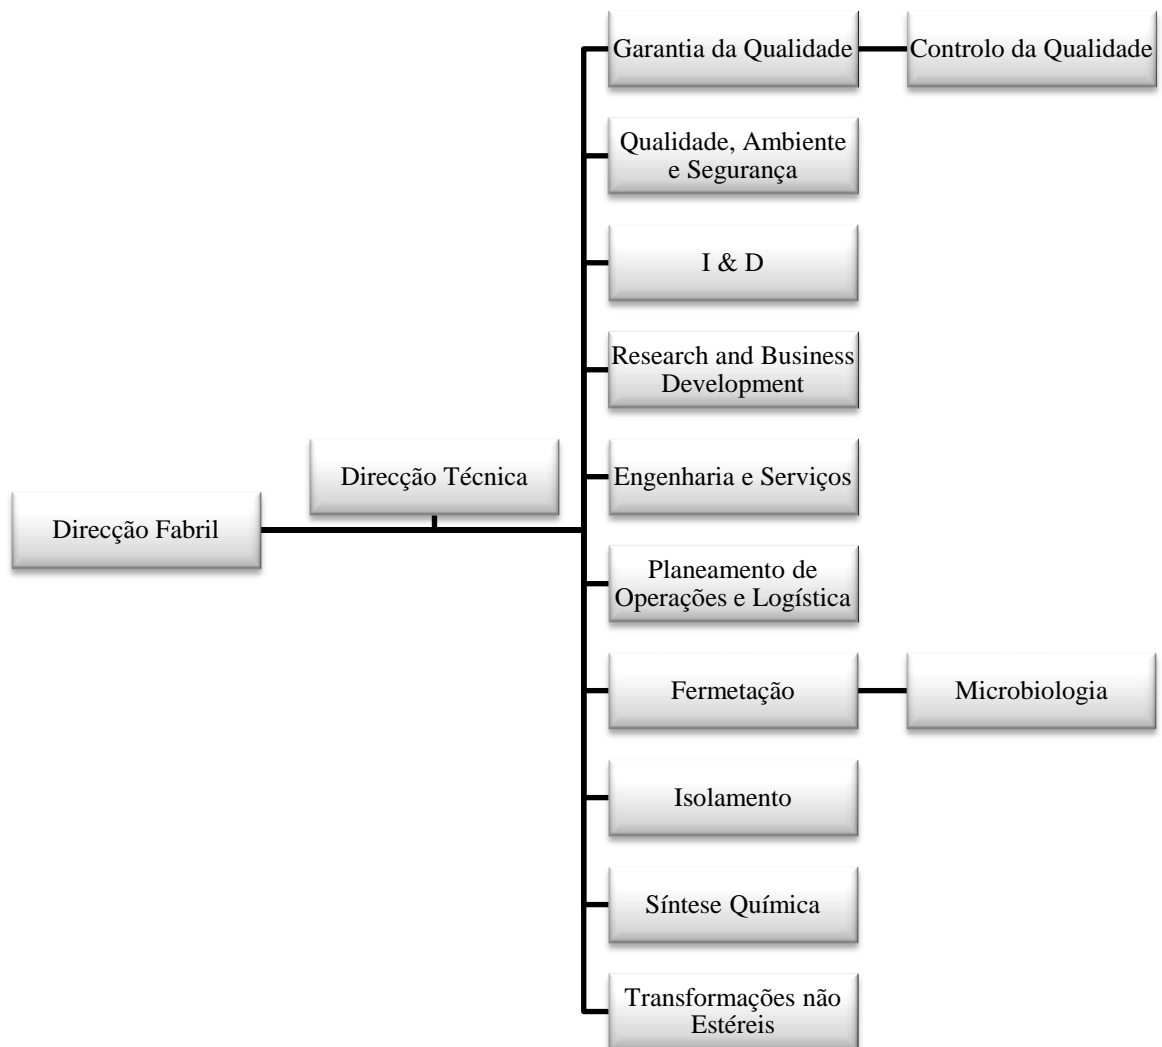 Garantia da Qualidade
Controlo da Qualidade
Qualidade, Ambiente
e Segurança
I & D
Research and Business
Development
Direcção Técnica
Engenharia e Serviços
Direcção Fabril
Planeamento de
Operações e Logística
Fermetação
Microbiologia
Isolamento
Síntese Química
Transformações não
Estéreis